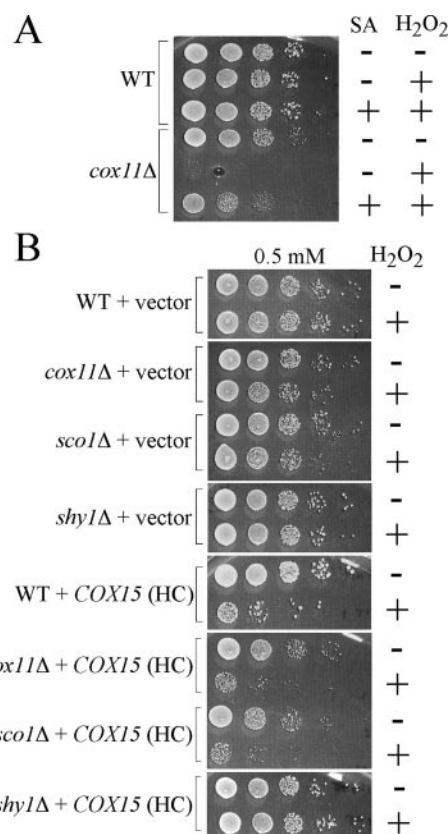 A
SA H₂O₂
- -
WT - +
+ +
- -
cox11Δ - +
+ +
B
0.5 mM H₂O₂
-
WT + vector
+
-
cox11Δ + vector
+
-
sco1Δ + vector
+
-
shy1Δ + vector
+
-
WT + COX15 (HC)
+
-
ox11Δ + COX15 (HC)
+
-
sco1Δ + COX15 (HC)
+
-
shy1Δ + COX15 (HC)
+